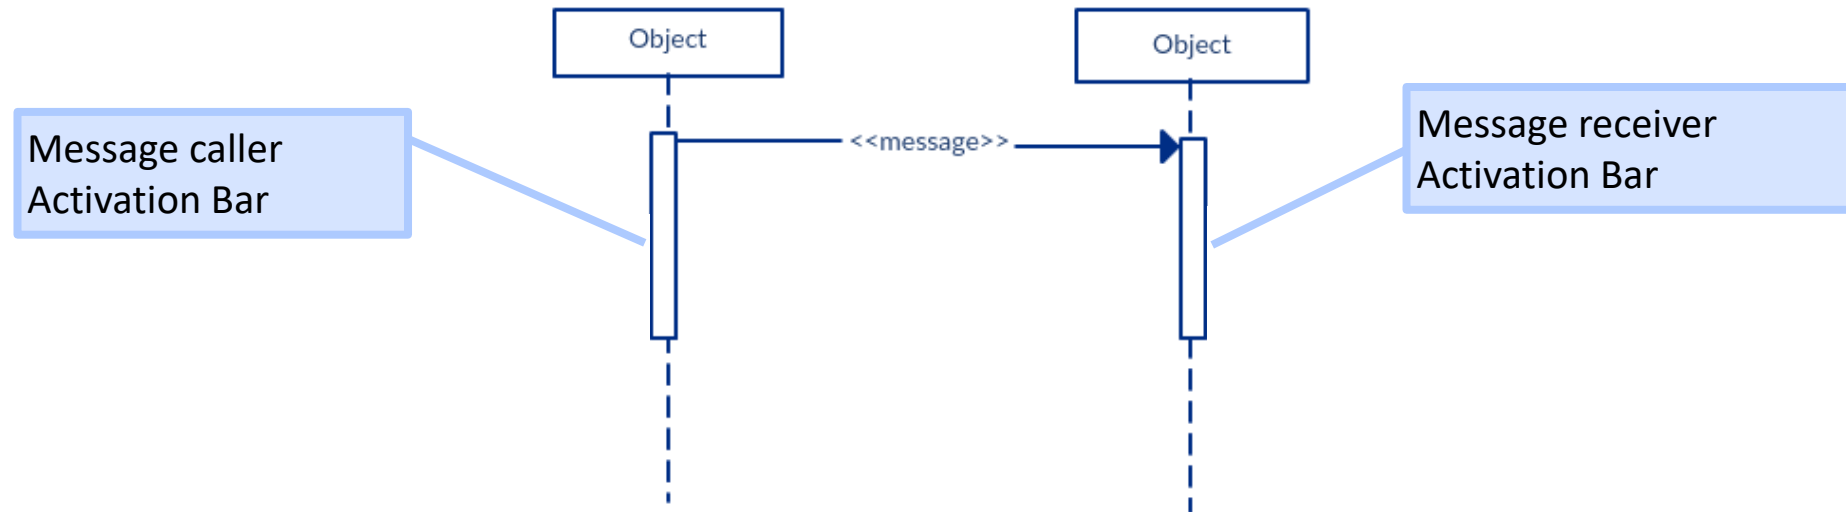 Object
Object
Message caller
Activation Bar
<<message>>
Message receiver
Activation Bar